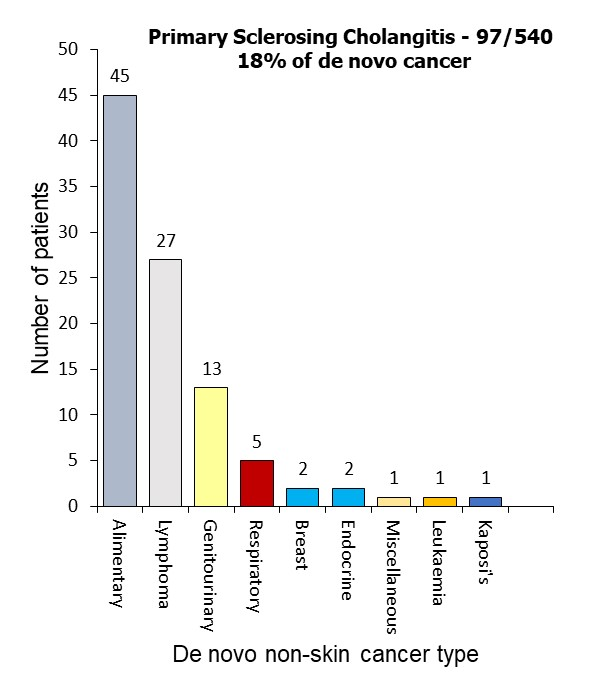 Primary Sclerosing Cholangitis - 97/540
18% of de novo cancer
Number of patients
50
45
40
35
30
25
20
15
10
5
0
45
27
13
5
2
2
1
1
1
Alimentary
Lymphoma
Genitourinary
Respiratory
Breast
Endocrine
Miscellaneous
Leukaemia
Kaposi's
De novo non-skin cancer type